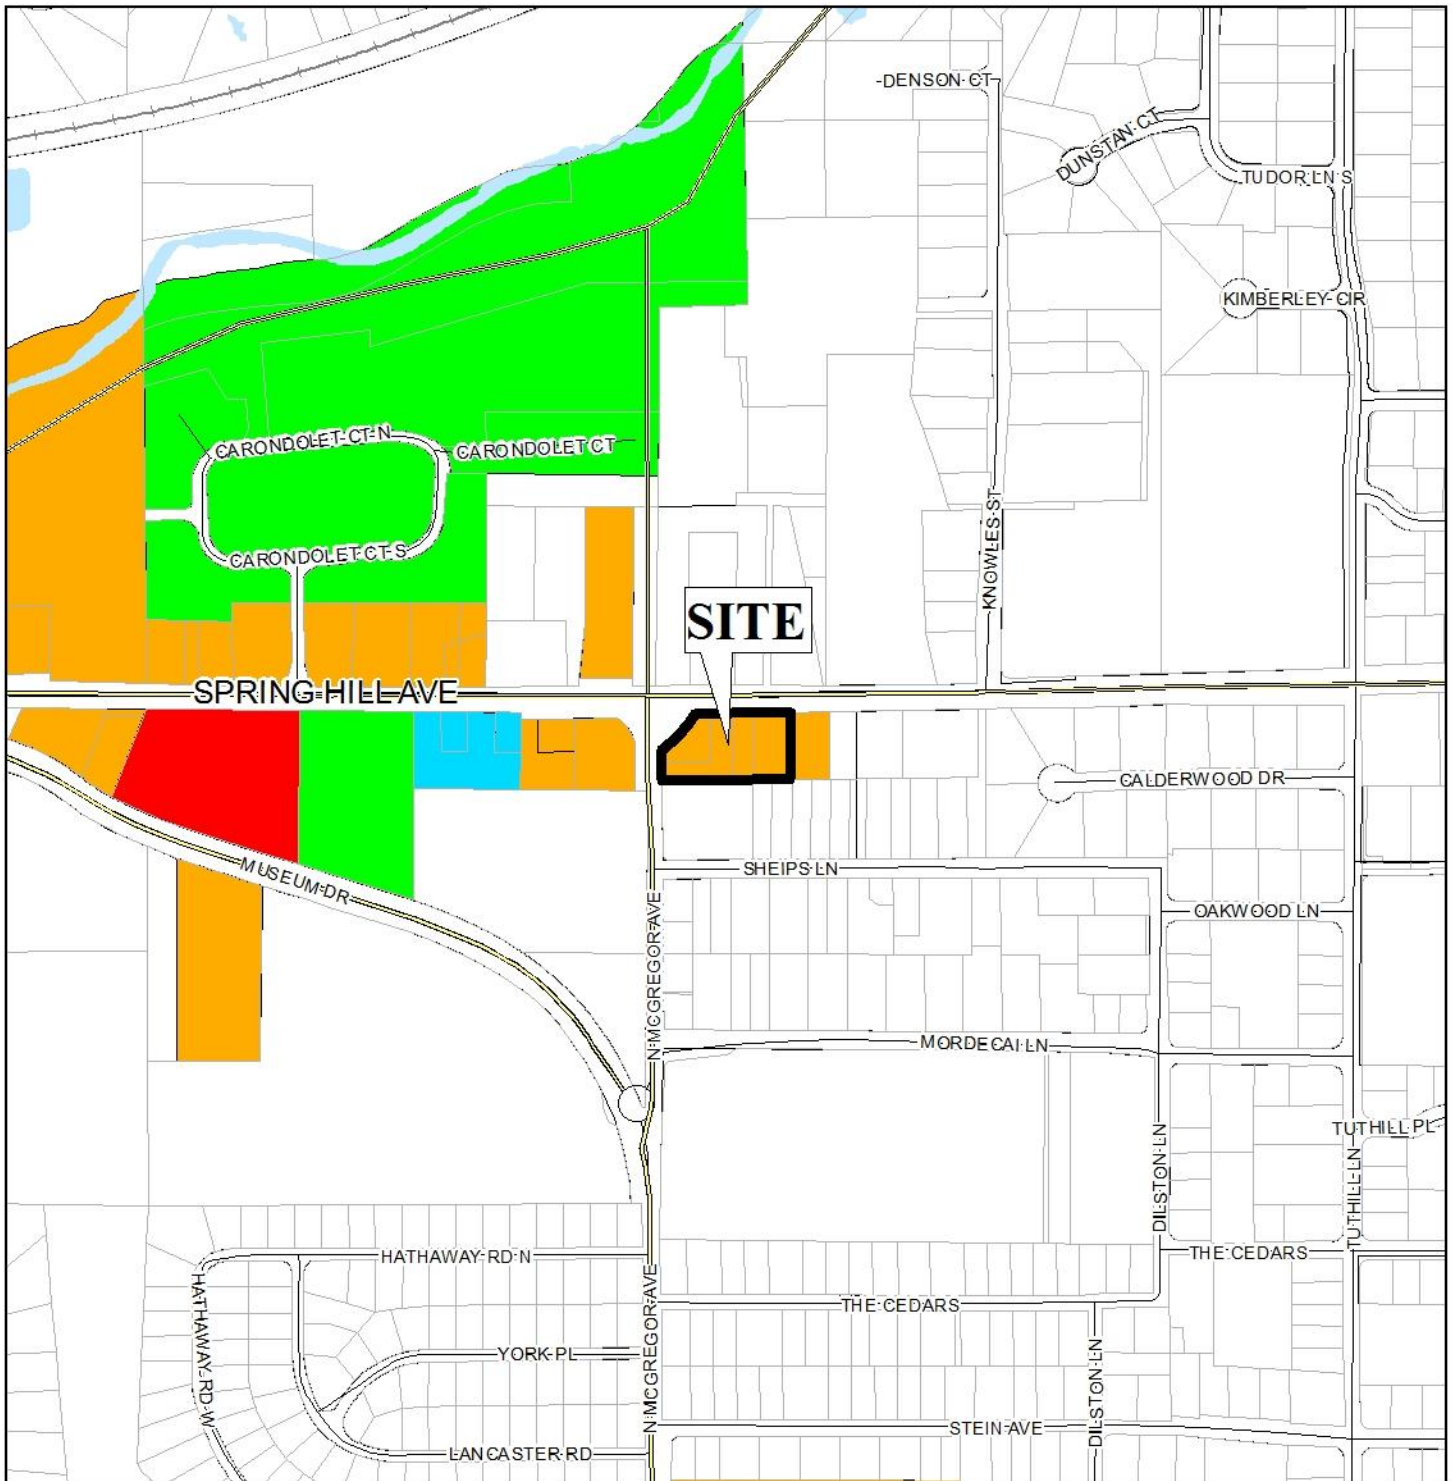 DENSON CT
DUNSTAN CT
TUDOR LN S
KIMBERLEY CIR
CARONDOLET CT N
CARONDOLET CT
KNOWLES ST
CARONDOLET CT S
SITE
SPRING HILL AVE
CALDERWOOD DR
MUSEUM DR
SHEIPS LN
OAKWOOD LN
N MCGREGOR AVE
MORDECAI LN
TUTHILL PL
DILSTON LN
TUTHILL LN
HATHAWAY RD N
THE CEDARS
HATHAWAY RD W
N MCGREGOR AVE
THE CEDARS
YORK PL
DILSTON LN
STEIN AVE
LANCASTER RD